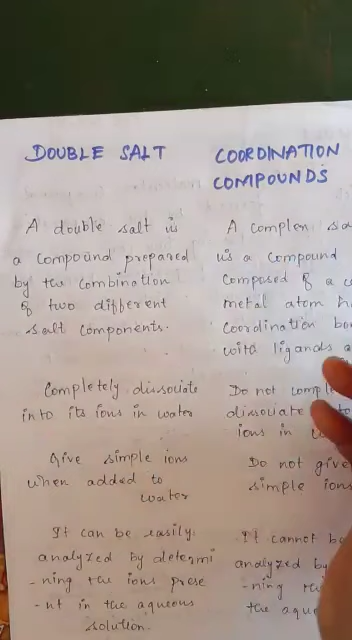 DOUBLE SALT
A double salt is
a compound prepared
by the combination
of two different
salt components.
Completely dissociate
into its ions in water
Give simple ions
when added to
water
It can be easily
analyzed by determi
-ning the ions prese
-nt in the aqueous
solution.
COORDINATION
COMPOUNDS
A complex
is a compound
composed of a
metal atom
coordination
with ligands
Do not
dissociate
ions in
Do not give
simple ions
It cannot
analyzed by
-ning
the